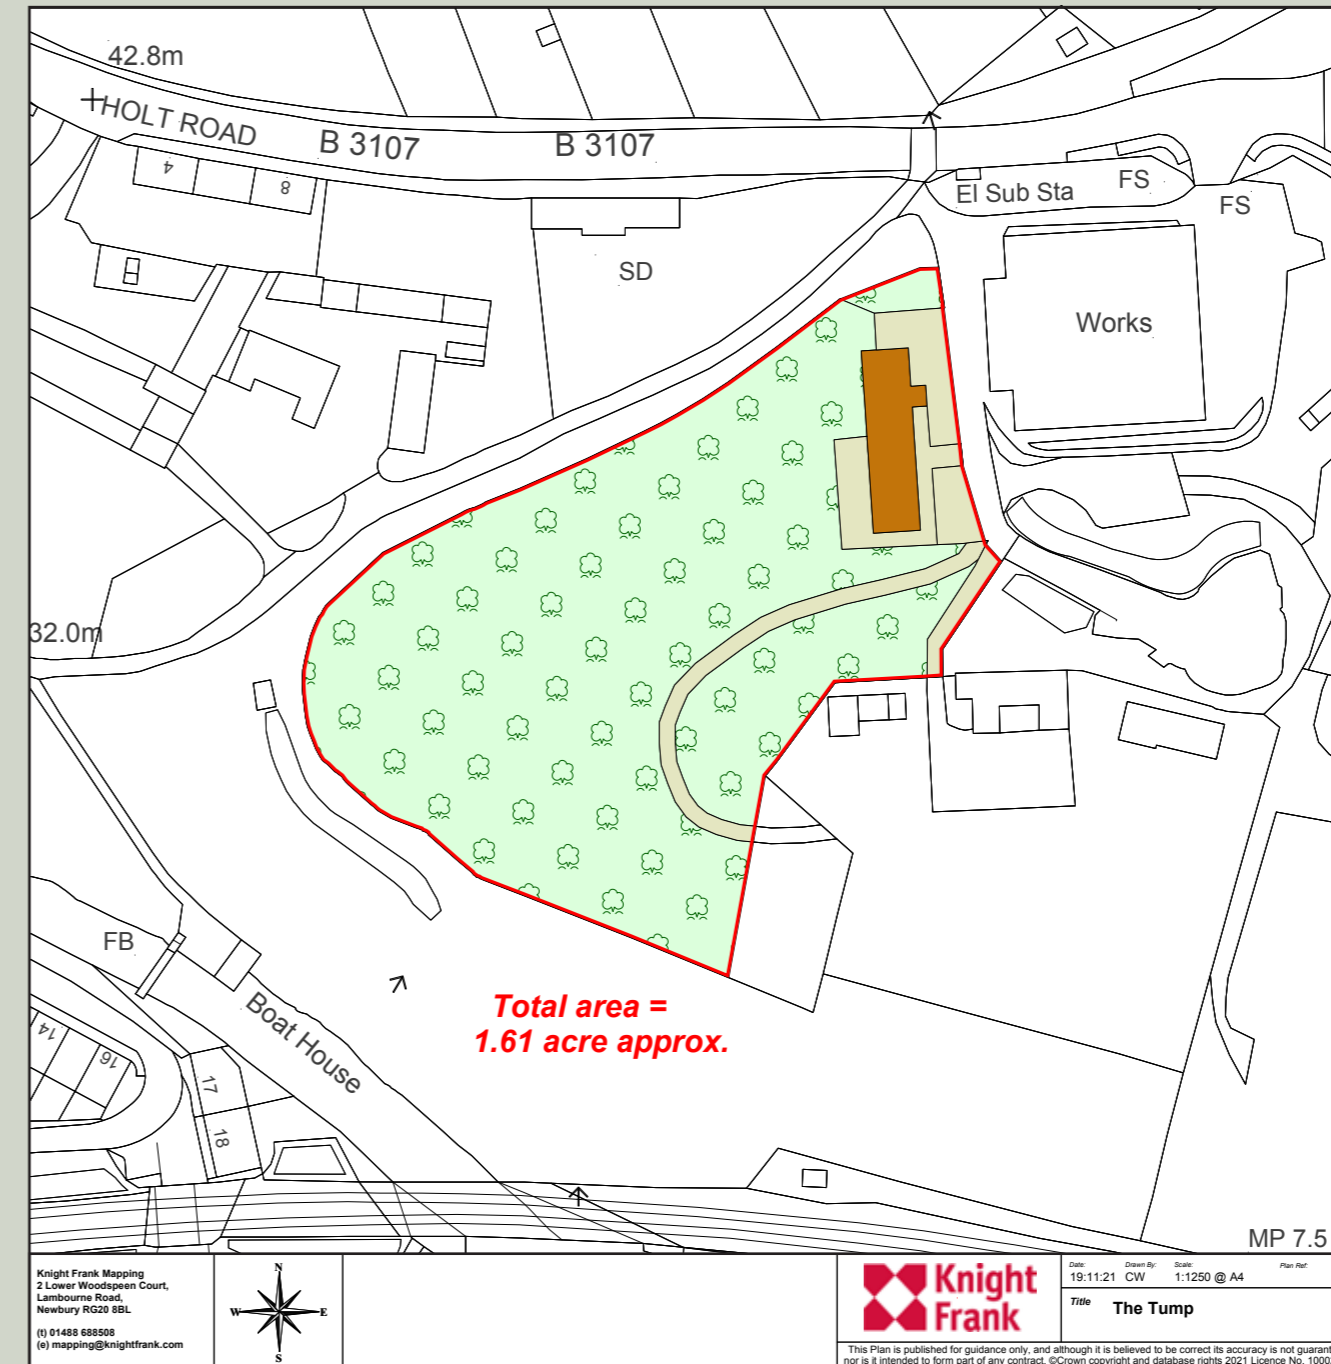 42.8m
HOLT ROAD
B 3107
B 3107
4
8
El Sub Sta
FS
FS
SD
Works
32.0m
FB
Boat House
14
16
17
18
Total area =
1.61 acre approx.
MP 7.5
Knight Frank Mapping
2 Lower Woodspeen Court,
Lambourne Road,
Newbury RG20 8BL
(t) 01488 688508
(e) mapping@knightfrank.com
N
W
E
S
Knight
Frank
Date:
Drawn By:
Scale:
Plan Ref:
19:11:21
CW
1:1250 @ A4
Title
The Tump
This Plan is published for guidance only, and although it is believed to be correct its accuracy is not
nor is it intended to form part of any contract. ©Crown copyright and database rights 2021 Licence No.